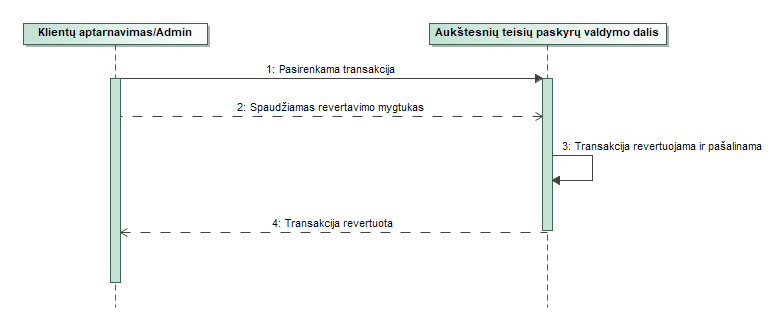 Klientų aptarnavimas/Admin
Aukštesnių teisių paskyrų valdymo dalis
1: Pasirenkama transakcija
2: Spaudžiamas revertavimo mygtukas
3: Transakcija revertuojama ir pašalinama
4: Transakcija revertuota